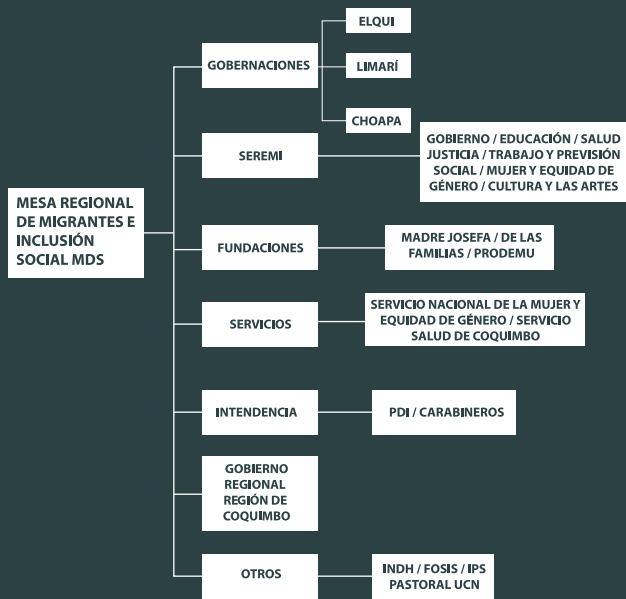 MESA REGIONAL
DE MIGRANTES E
INCLUSIÓN
SOCIAL MDS
GOBERNACIONES
ELQUI
LIMARÍ
CHOAPA
SEREMI
GOBIERNO / EDUCACIÓN / SALUD
JUSTICIA / TRABAJO Y PREVISIÓN
SOCIAL / MUJER Y EQUIDAD DE
GÉNERO / CULTURA Y LAS ARTES
FUNDACIONES
MADRE JOSEFA / DE LAS
FAMILIAS / PRODEMU
SERVICIOS
SERVICIO NACIONAL DE LA MUJER Y
EQUIDAD DE GÉNERO / SERVICIO
SALUD DE COQUIMBO
INTENDENCIA
PDI / CARABINEROS
GOBIERNO
REGIONAL
REGIÓN DE
COQUIMBO
OTROS
INDH / FOSIS / IPS
PASTORAL UCN